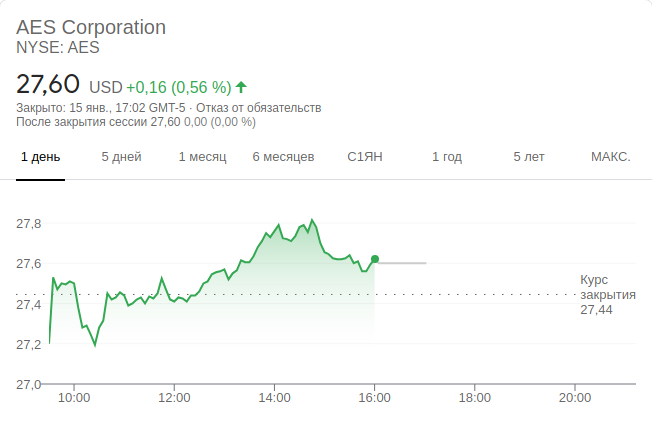 AES Corporation
NYSE: AES
27,60 USD +0,16 (0,56 %)
Закрыто: 15 янв., 17:02 GMT-5 · Отказ от обязательств
После закрытия сессии 27,60 0,00 (0,00 %)
1 день 5 дней 1 месяц 6 месяцев С1ЯН 1 год 5 лет МАКС.
27,8
27,6
Курс
закрытия
27,44
27,4
27,2
27,0
10:00 12:00 14:00 16:00 18:00 20:00